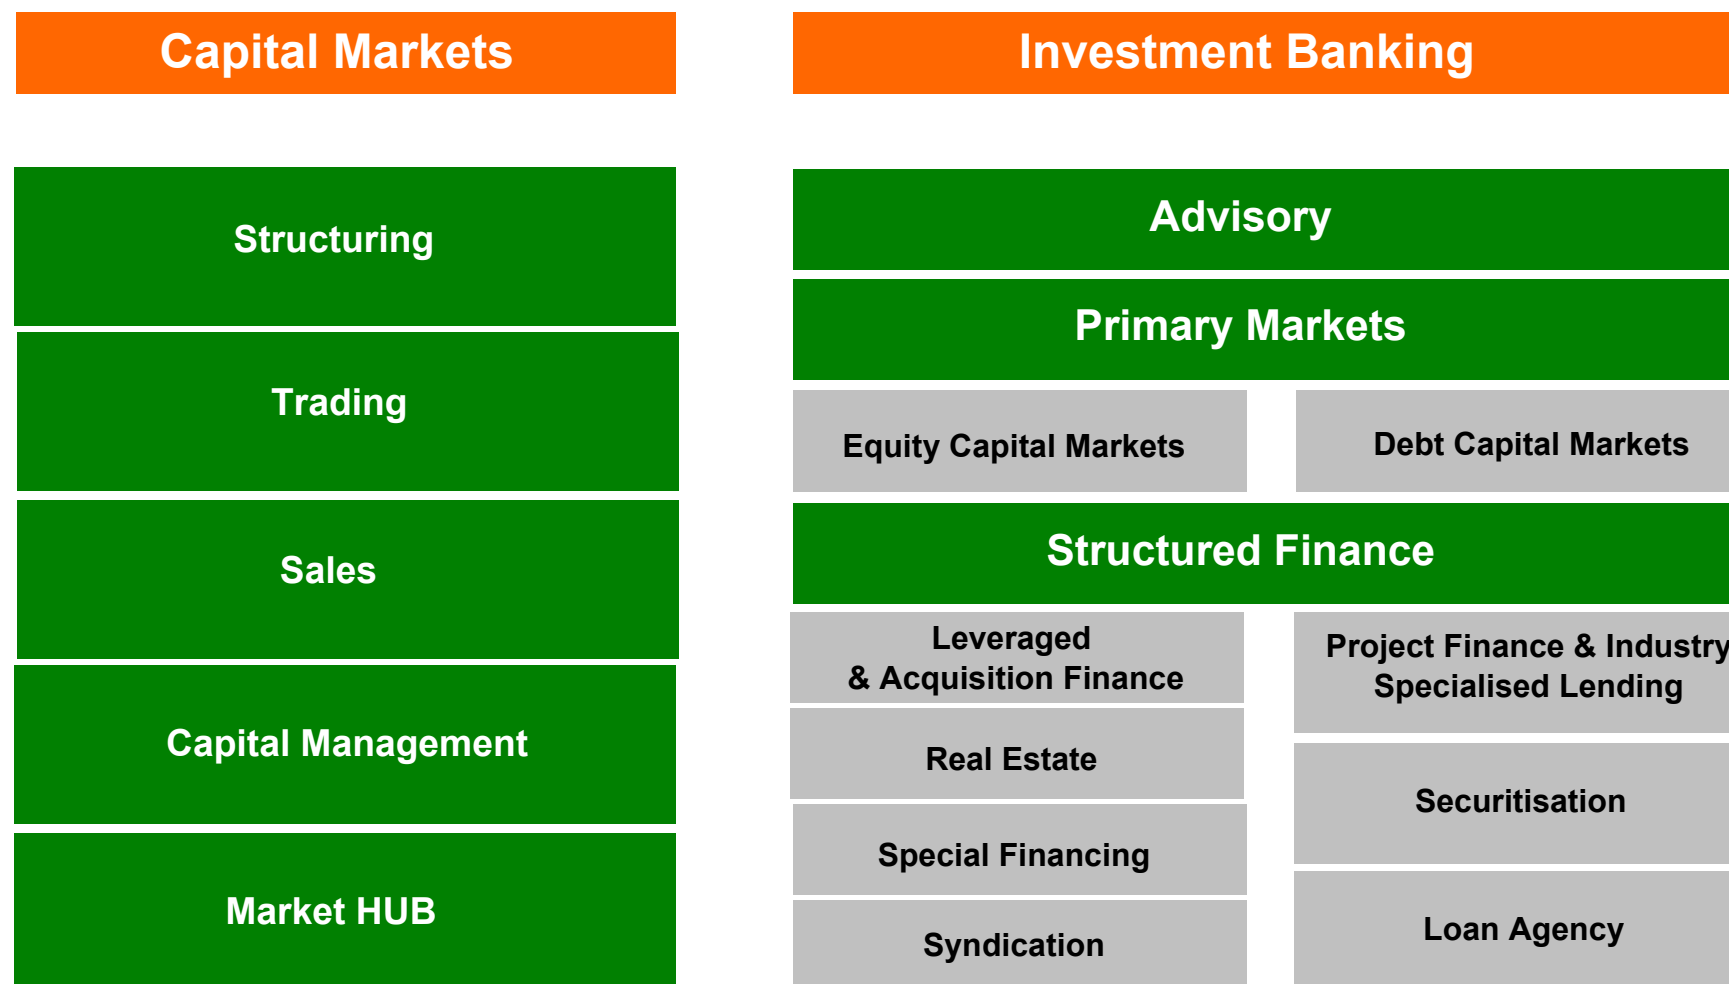 Capital Markets
Structuring
Trading
Sales
Capital Management
Market HUB
Investment Banking
Advisory
Primary Markets
Equity Capital Markets
Debt Capital Markets
Structured Finance
Leveraged
& Acquisition Finance
Real Estate
Special Financing
Syndication
Project Finance & Industry
Specialised Lending
Securitisation
Loan Agency